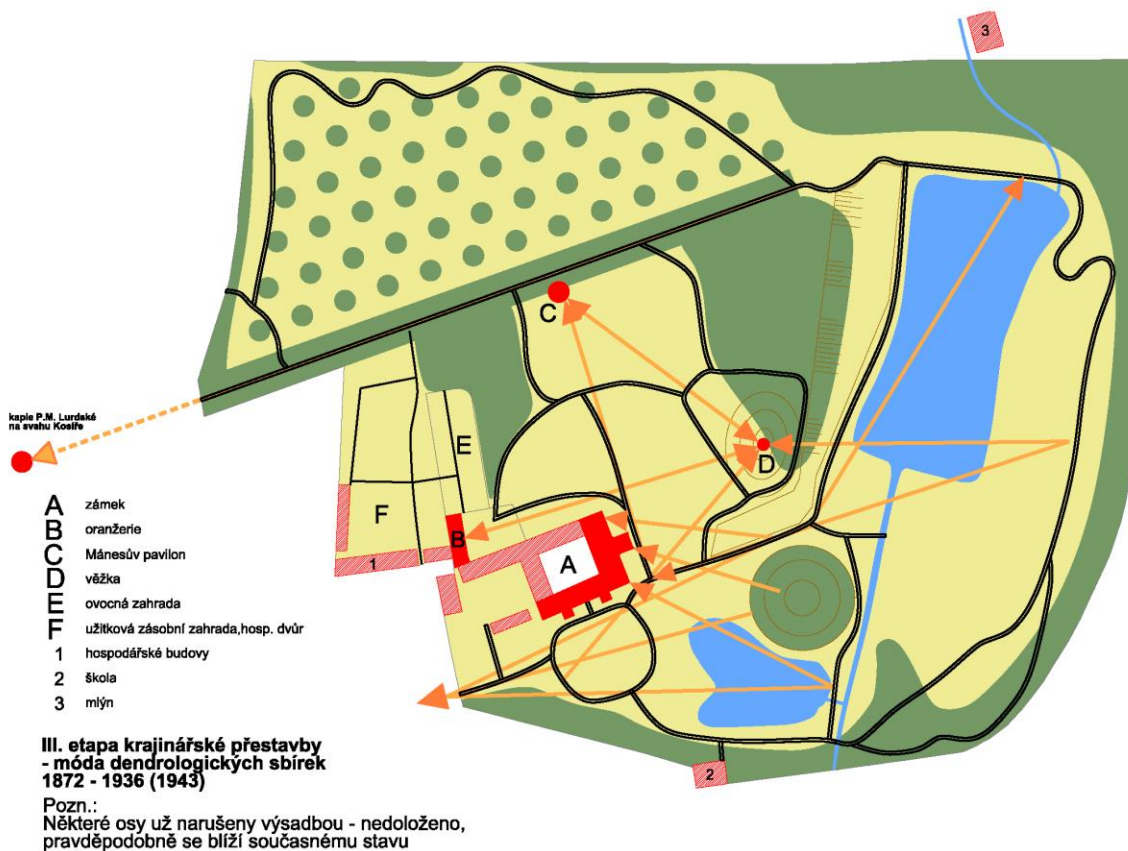 3
C
kaple P.M. Lurdské
na svahu Kosíře
D
E
F
B
A
1
A zámek
B oranžerie
C Mánesův pavilon
D věžka
E ovocná zahrada
F užitková zásobní zahrada,hosp. dvůr
1 hospodářské budovy
2 škola
3 mlýn
2
III. etapa krajinářské přestavby
- móda dendrologických sbírek
1872 - 1936 (1943)
Pozn.:
Některé osy už narušeny výsadbou - nedoloženo,
pravděpodobně se blíží současnému stavu